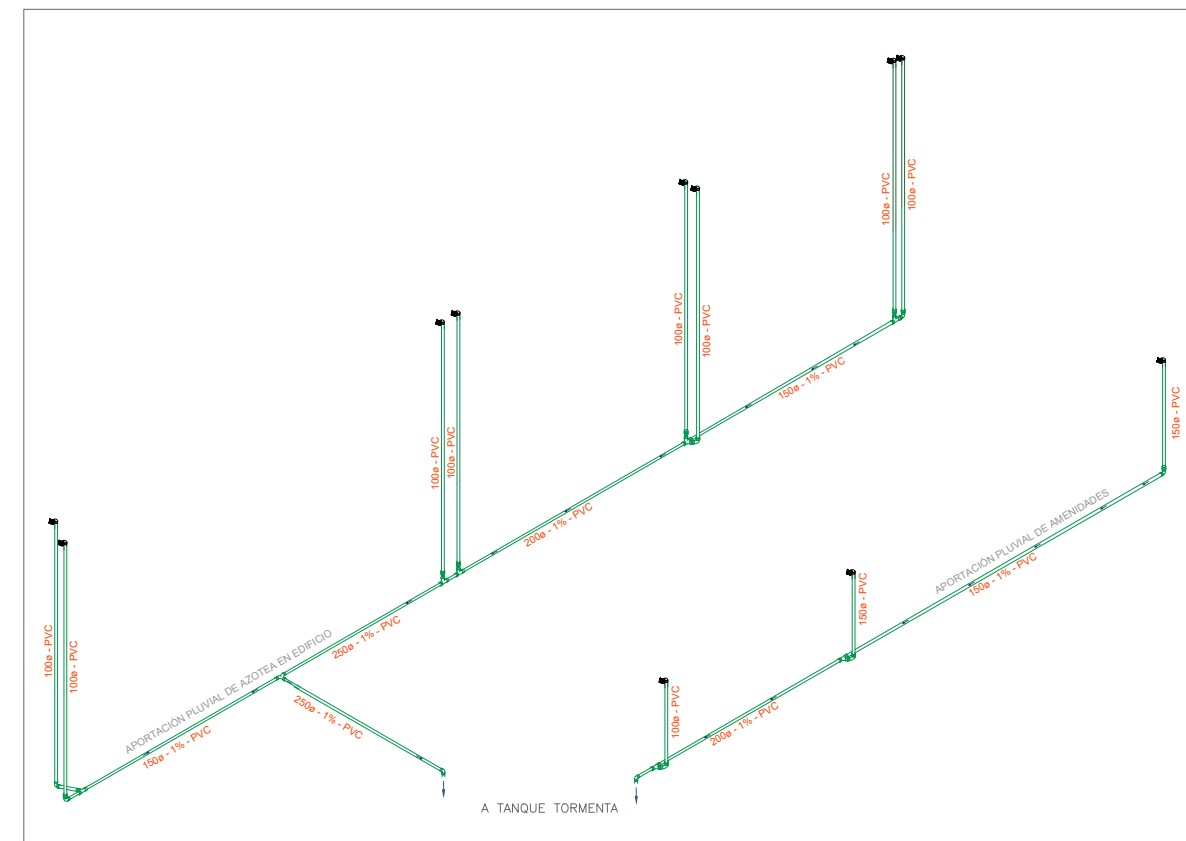 100ø - PVC
100ø - PVC
100ø - PVC
100ø - PVC
150ø - 1% - PVC
150ø - PVC
100ø - PVC
100ø - PVC
200ø - 1% - PVC
APORTACIÓN PLUVIAL DE AMENIDADES
150ø - 1% - PVC
150ø - PVC
100ø - PVC
100ø - PVC
APORTACIÓN PLUVIAL DE AZOTEA EN EDIFICIO
250ø - 1% - PVC
150ø - 1% - PVC
250ø - 1% - PVC
100ø - PVC
200ø - 1% - PVC
A TANQUE TORMENTA